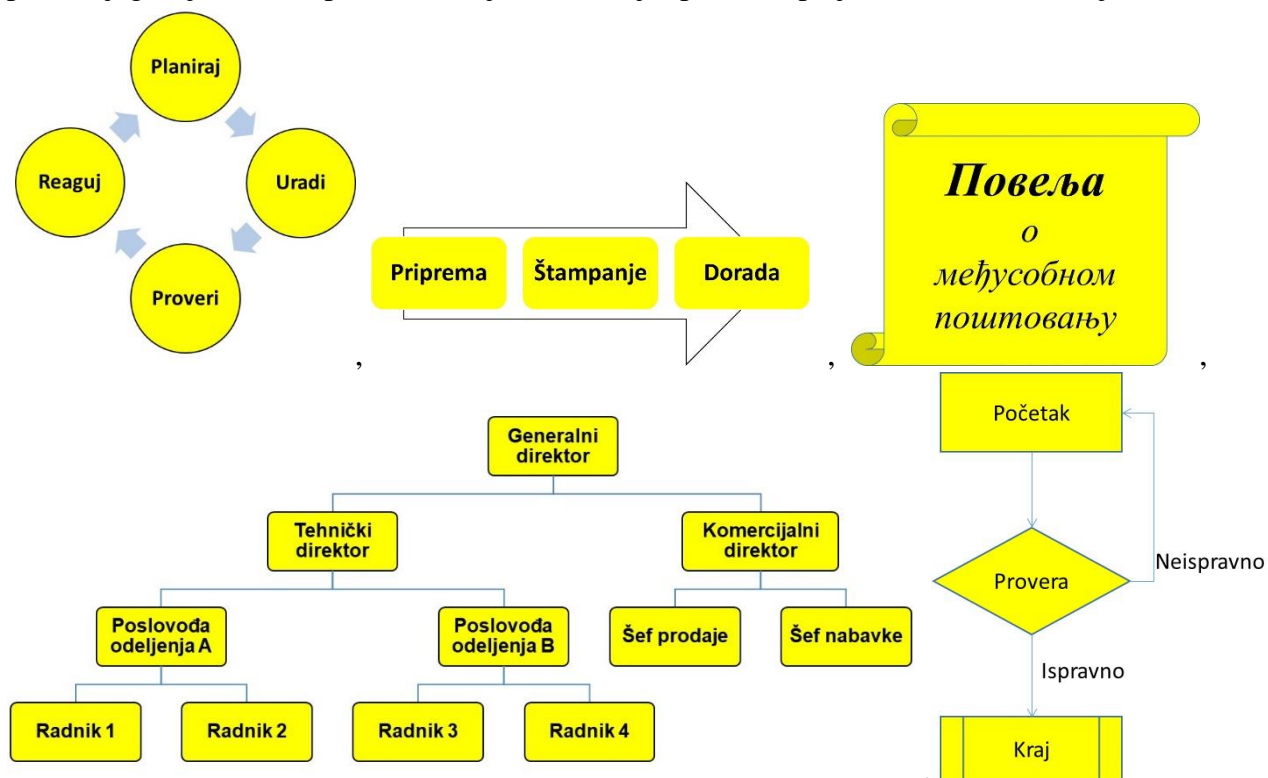 Planiraj
Reaguj
Uradi
Proveri
,
Priprema Štampanje Dorada
,
Повеља
о
међусобном
поштовању
,
Generalni
direktor
Tehnički
direktor
Komercijalni
direktor
Poslovođa
odeljenja A
Poslovođa
odeljenja B
Šef prodaje
Šef nabavke
Radnik 1
Radnik 2
Radnik 3
Radnik 4
Početak
Provera
Neispravno
Ispravno
Kraj